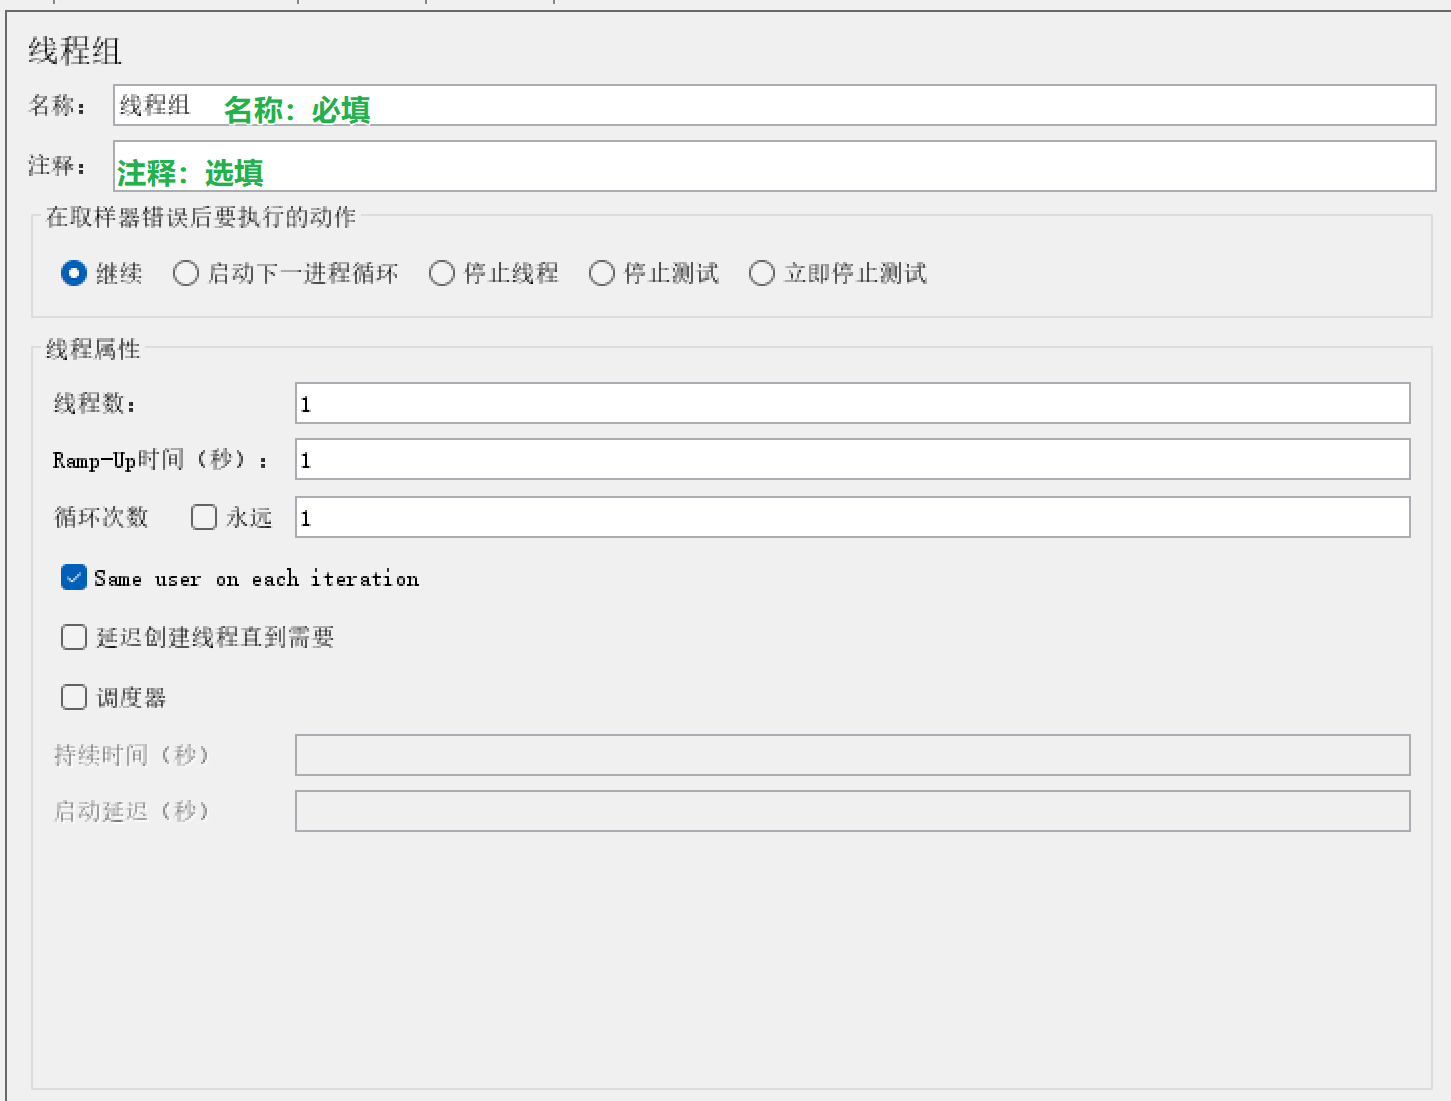 线程组
名称： 线程组 名称：必填
注释： 注释：选填
在取样器错误后要执行的动作
继续 启动下一进程循环 停止线程 停止测试 立即停止测试
线程属性
线程数： 1
Ramp-Up时间（秒）： 1
循环次数 永远 1
Same user on each iteration
延迟创建线程直到需要
调度器
持续时间（秒）
启动延迟（秒）